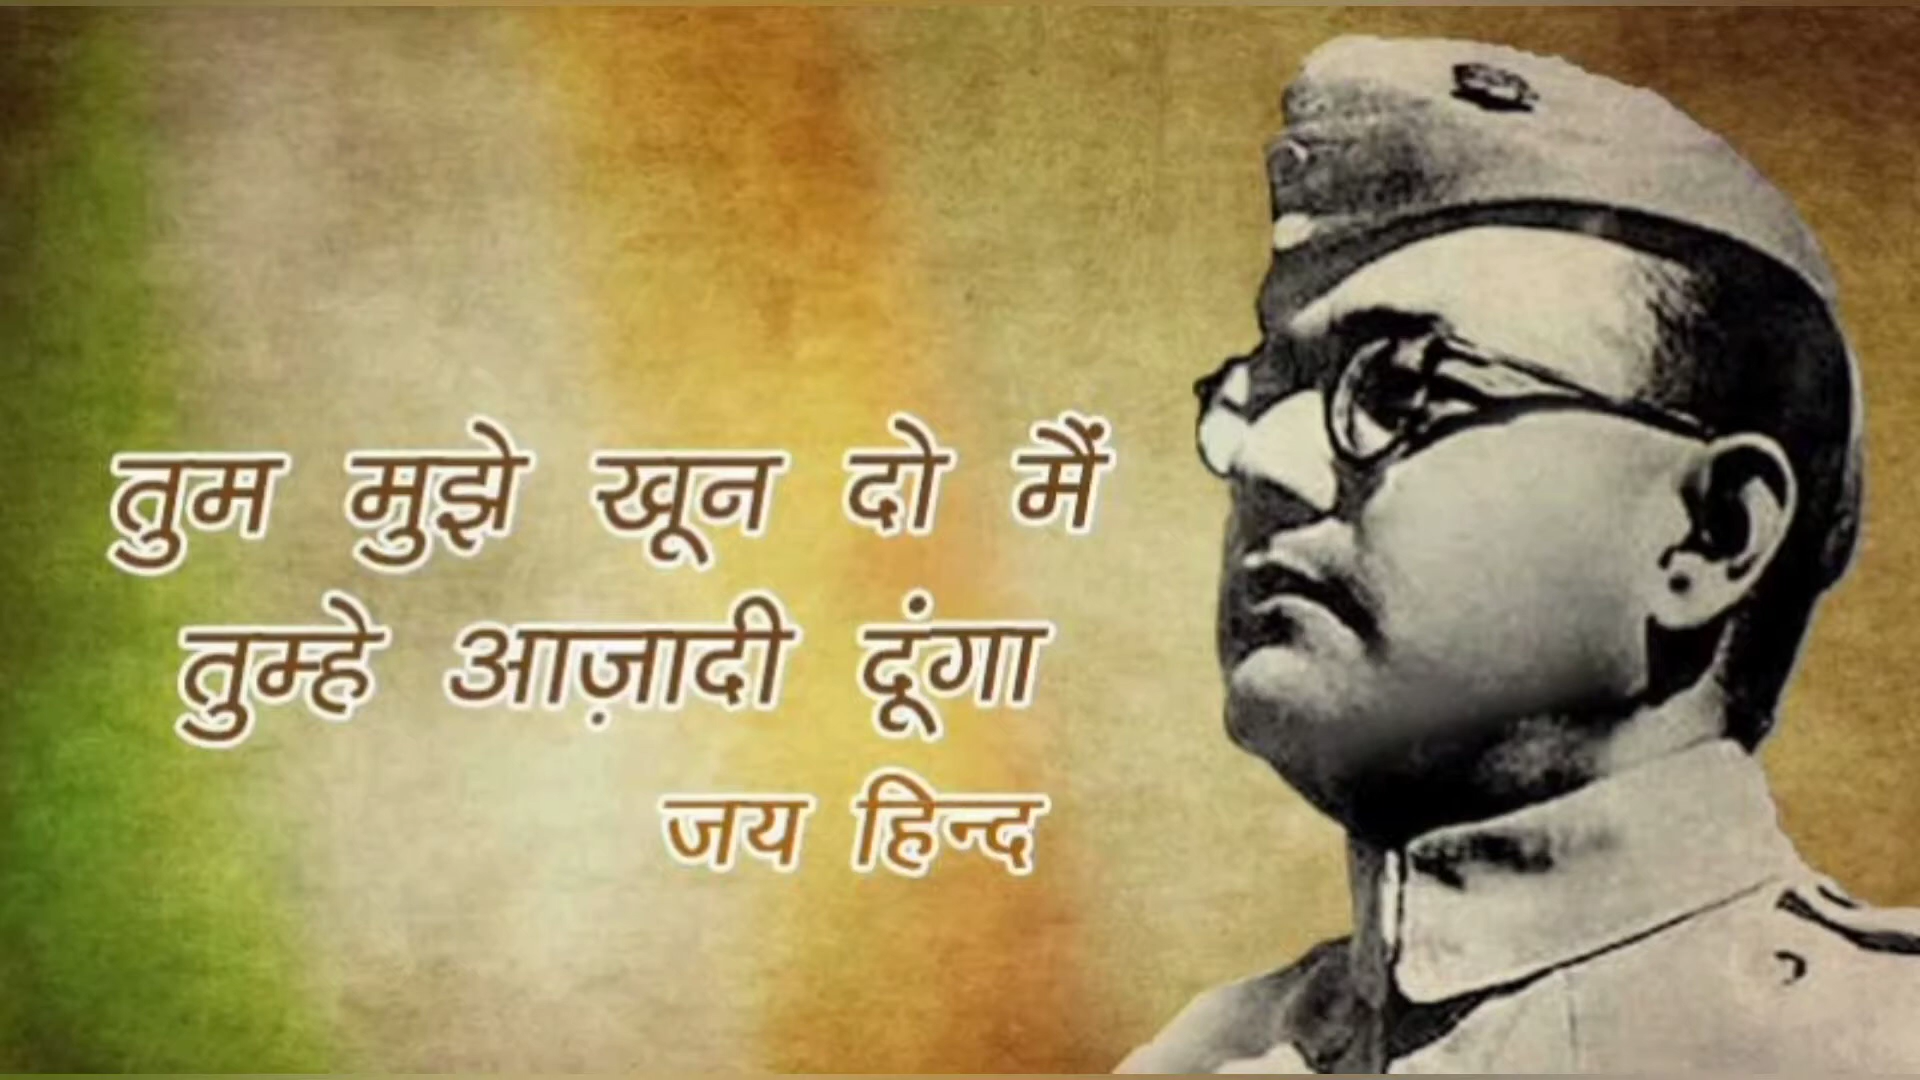 तुम मुझे खून दो मैं
तुम्हे आज़ादी दूंगा
जय हिन्द